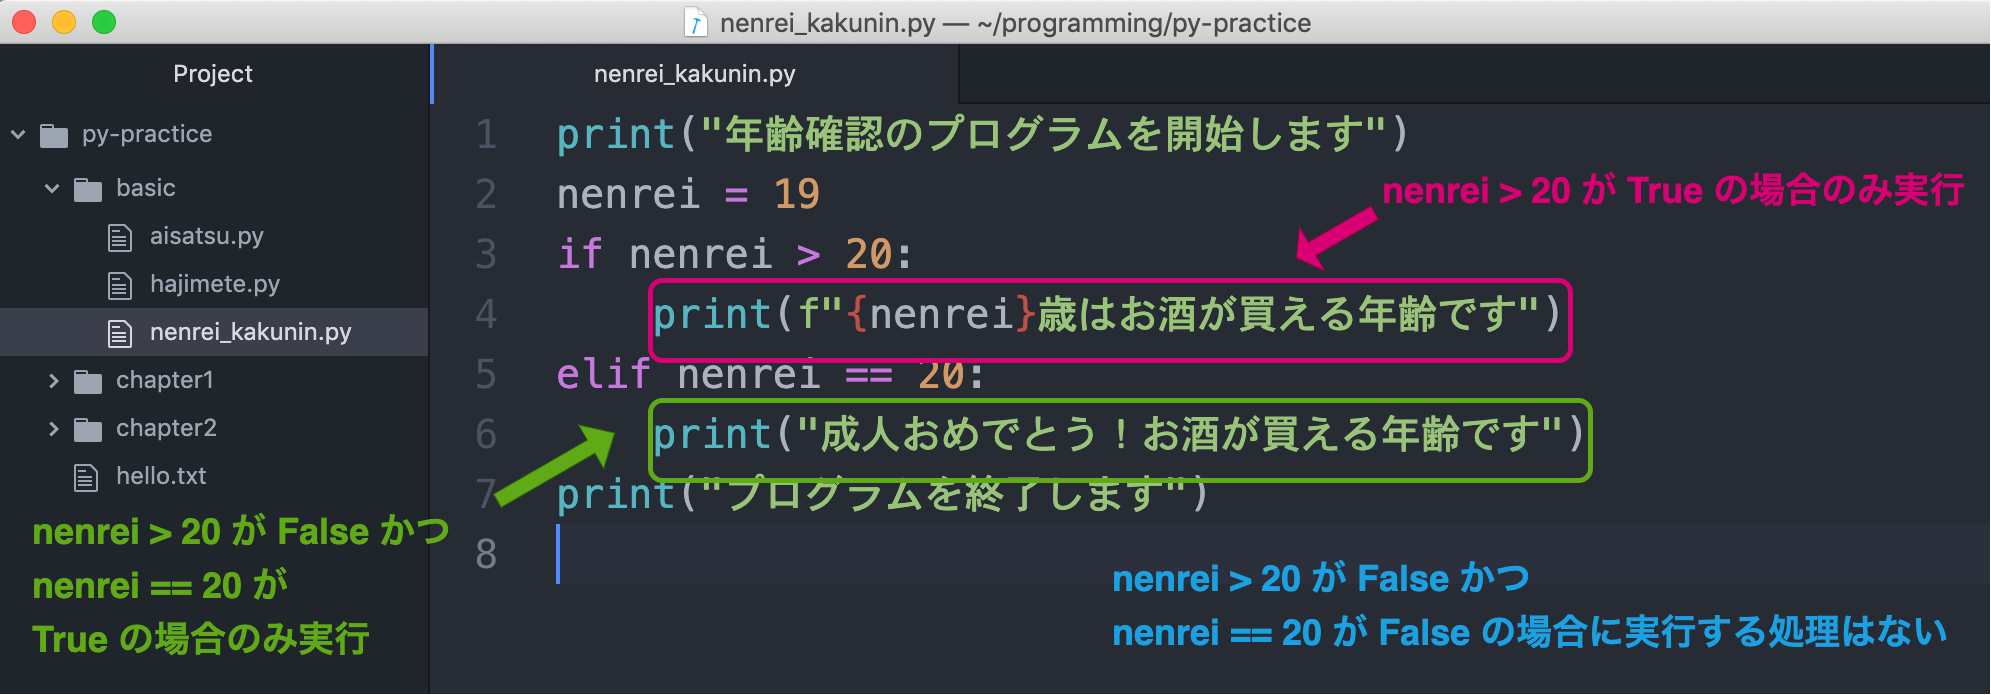 nenrei_kakunin.py — ~/programming/py-practice
Project
nenrei_kakunin.py
py-practice
basic
aisatsu.py
hajimete.py
nenrei_kakunin.py
chapter1
chapter2
hello.txt
1 print("年齢確認のプログラムを開始します")
2 nenrei = 19
nenrei > 20 が True の場合のみ実行
3 if nenrei > 20:
4 print(f"{nenrei}歳はお酒が買える年齢です")
5 elif nenrei == 20:
6 print("成人おめでとう！お酒が買える年齢です")
7 print("プログラムを終了します")
8
nenrei > 20 が False かつ
nenrei == 20 が
True の場合のみ実行
nenrei > 20 が False かつ
nenrei == 20 が False の場合に実行する処理はない